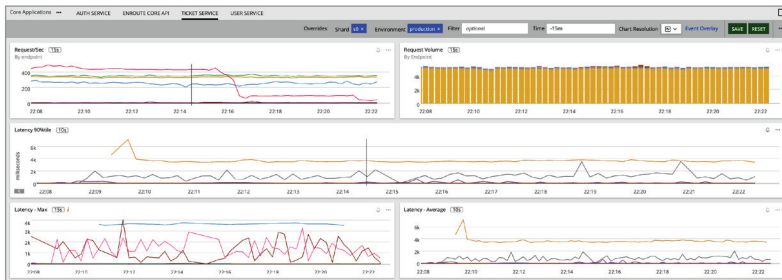 Core Applications ••• AUTH SERVICE ENROUTE CORE API TICKET SERVICE USER SERVICE
Overrides: Shard s0 × Environment production × Filter optional Time -15m Chart Resolution Event Overlay SAVE RESET
Request/Sec 15s
By endpoint
400
200
0
22:08 22:10 22:12 22:14 22:16 22:18 22:20 22:22
Request Volume 15s
By Endpoint
4k
2k
0
22:08 22:10 22:12 22:14 22:16 22:18 22:20 22:22
Latency 90%ile 10s
milliseconds
6k
4k
2k
0
22:08 22:09 22:10 22:11 22:12 22:13 22:14 22:15 22:16 22:17 22:18 22:19 22:20 22:21 22:22
Latency - Max 15s
4k
3k
2k
1k
0
22:08 22:10 22:12 22:14 22:16 22:18 22:20 22:22
Latency - Average 10s
6k
4k
2k
0
22:08 22:10 22:12 22:14 22:16 22:18 22:20 22:22